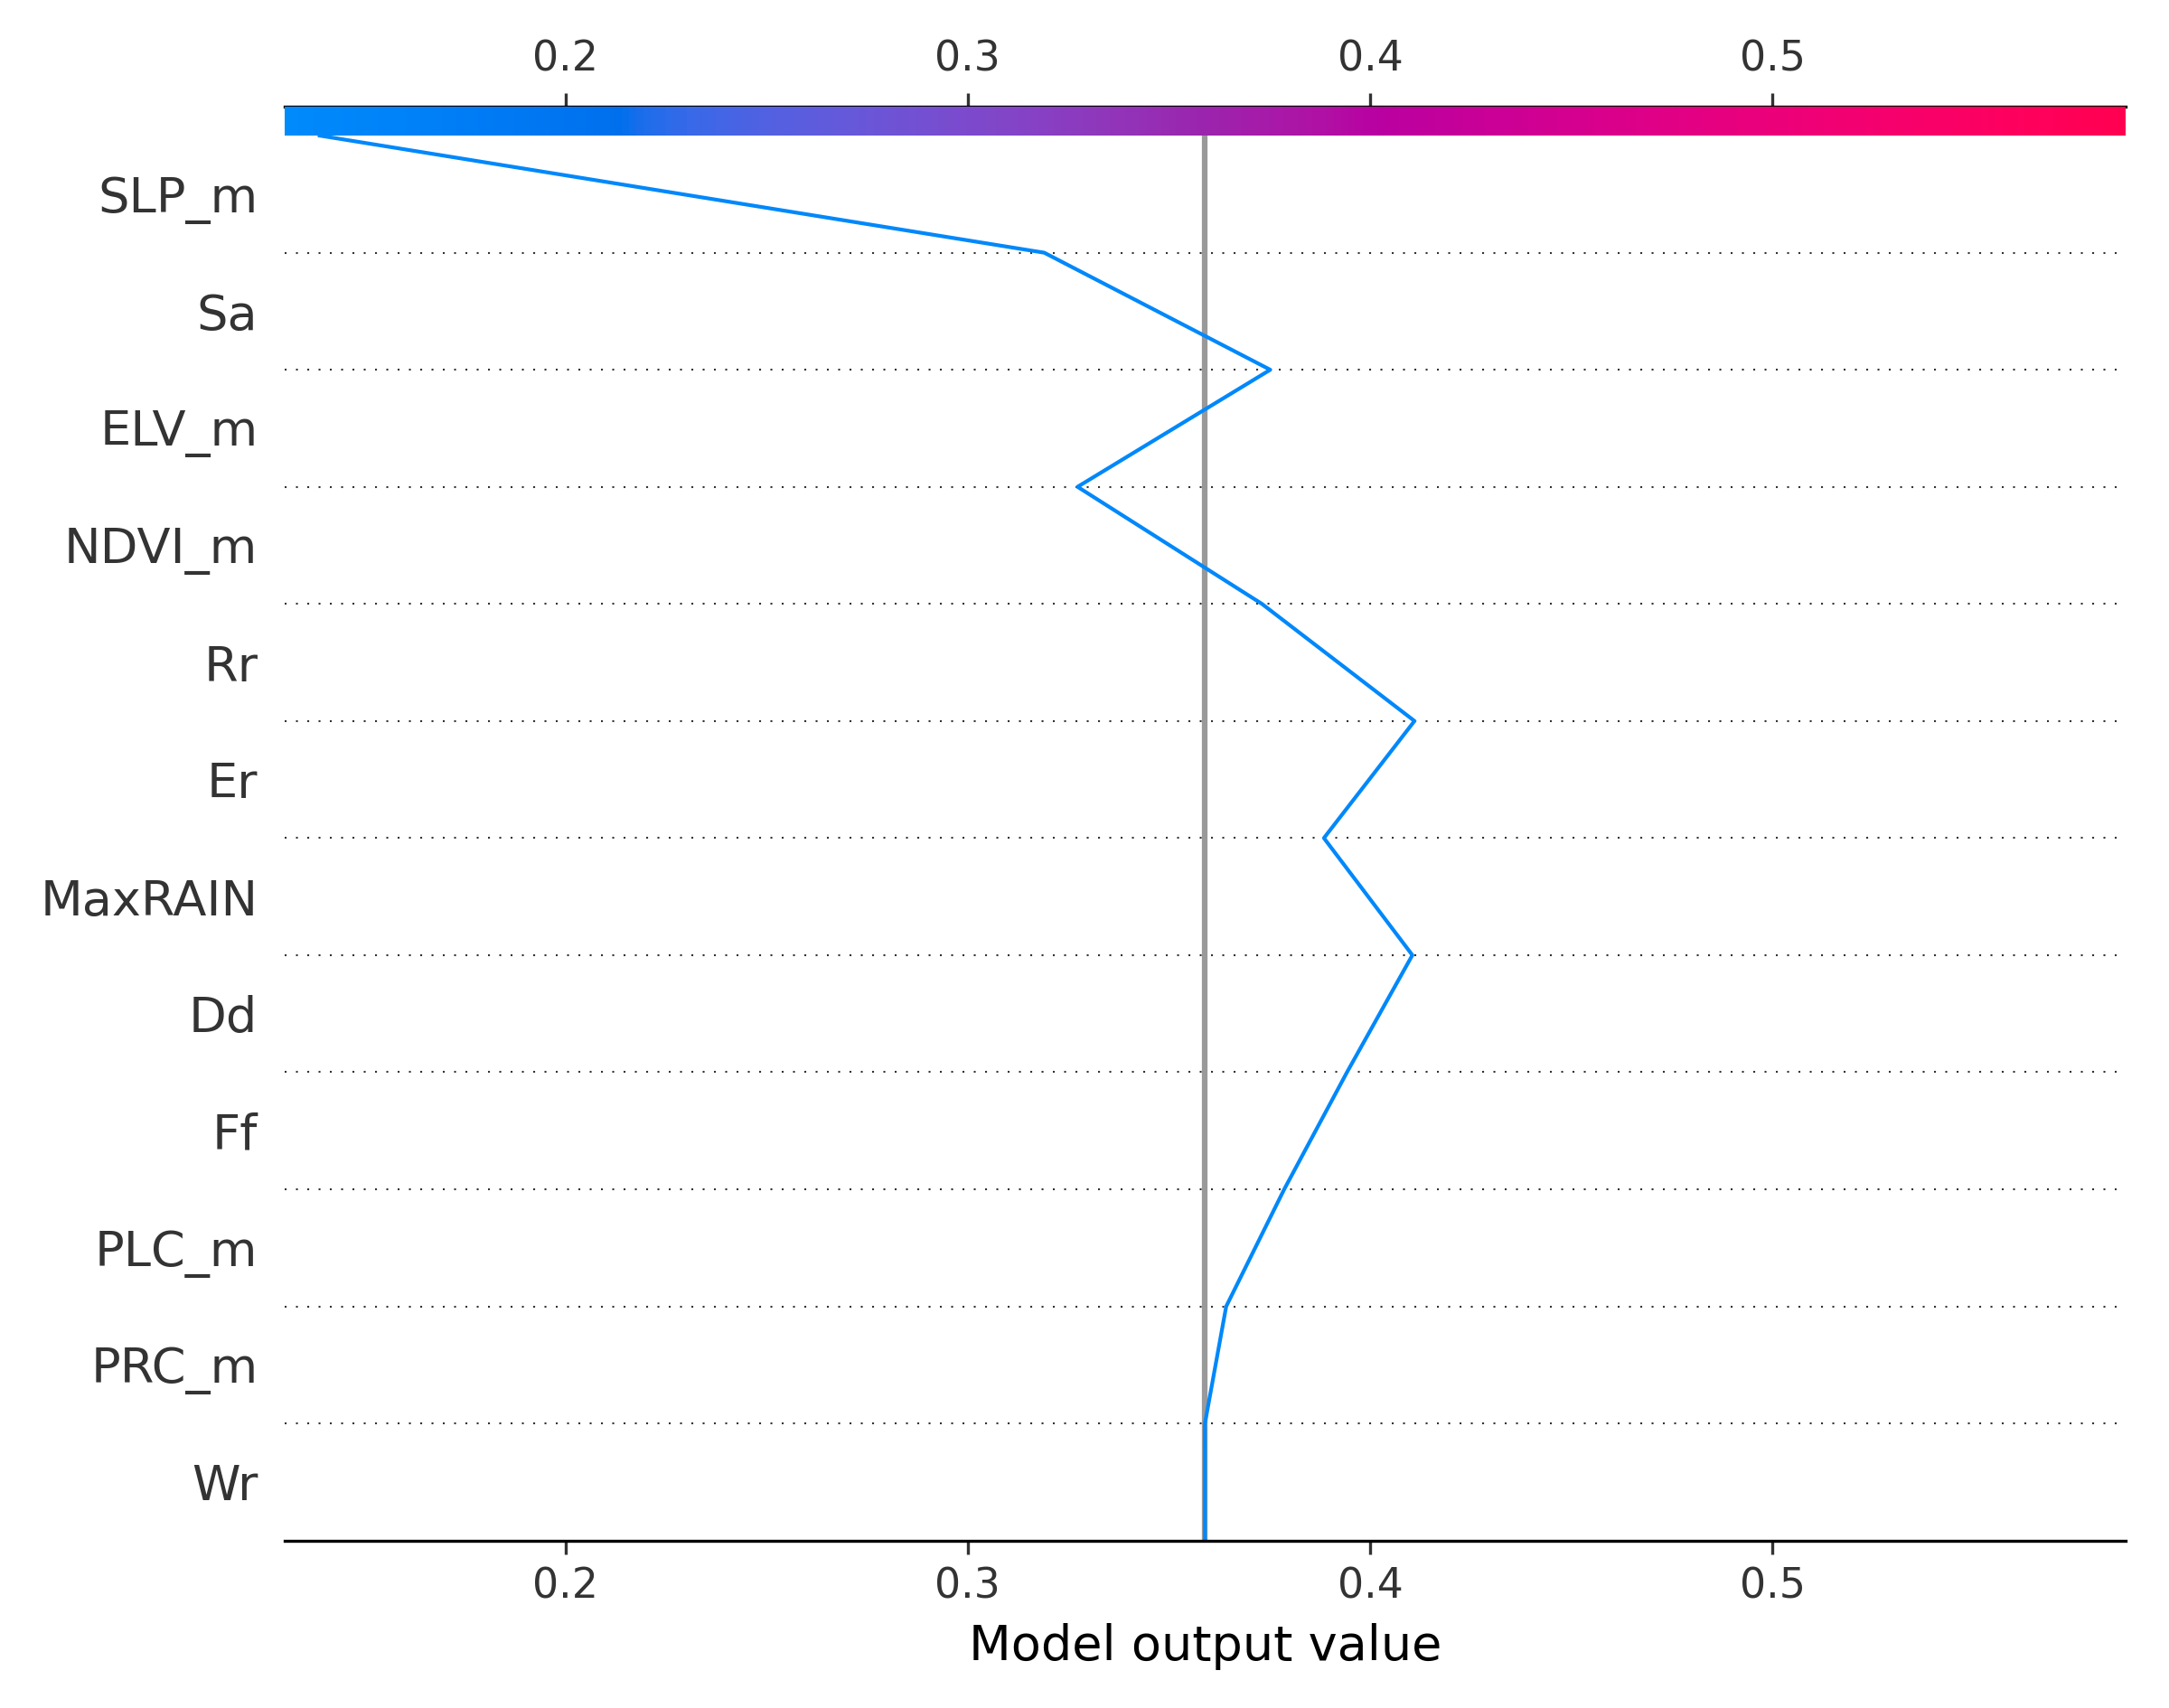 0.2 0.3 0.4 0.5
SLP_m
Sa
ELV_m
NDVI_m
Rr
Er
MaxRAIN
Dd
Ff
PLC_m
PRC_m
Wr
0.2 0.3 0.4 0.5
Model output value